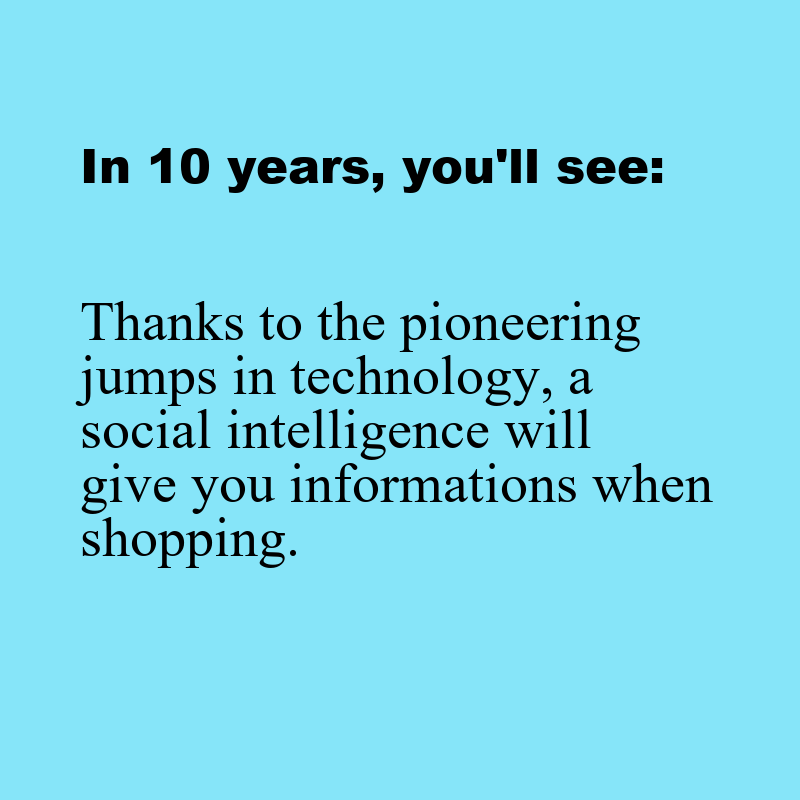 In 10 years, you'll see:
Thanks to the pioneering
jumps in technology, a
social intelligence will
give you informations when
shopping.